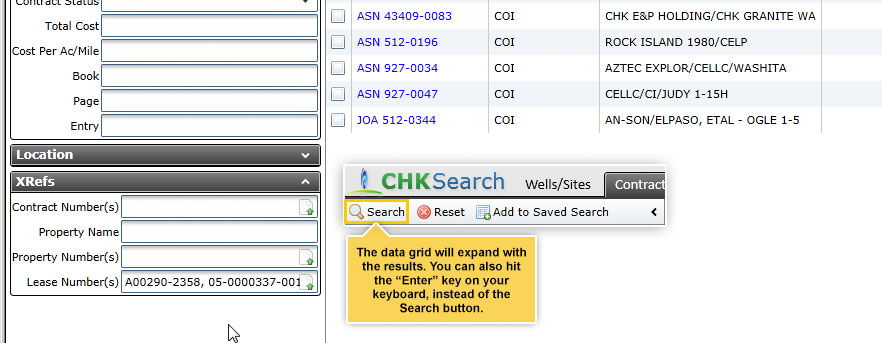 Contract Status
Total Cost
Cost Per Ac/Mile
Book
Page
Entry
Location
XRefs
Contract Number(s)
Property Name
Property Number(s)
Lease Number(s) A00290-2358, 05-0000337-001
ASN 43409-0083 COI CHK E&P HOLDING/CHK GRANITE WA
ASN 512-0196 COI ROCK ISLAND 1980/CELP
ASN 927-0034 COI AZTEC EXPLOR/CELLC/WASHITA
ASN 927-0047 COI CELLC/CI/JUDY 1-15H
JOA 512-0344 COI AN-SON/ELPASO, ETAL - OGLE 1-5
CHKSearch Wells/Sites Contract
Search Reset Add to Saved Search
The data grid will expand with
the results. You can also hit
the “Enter” key on your
keyboard, instead of the
Search button.